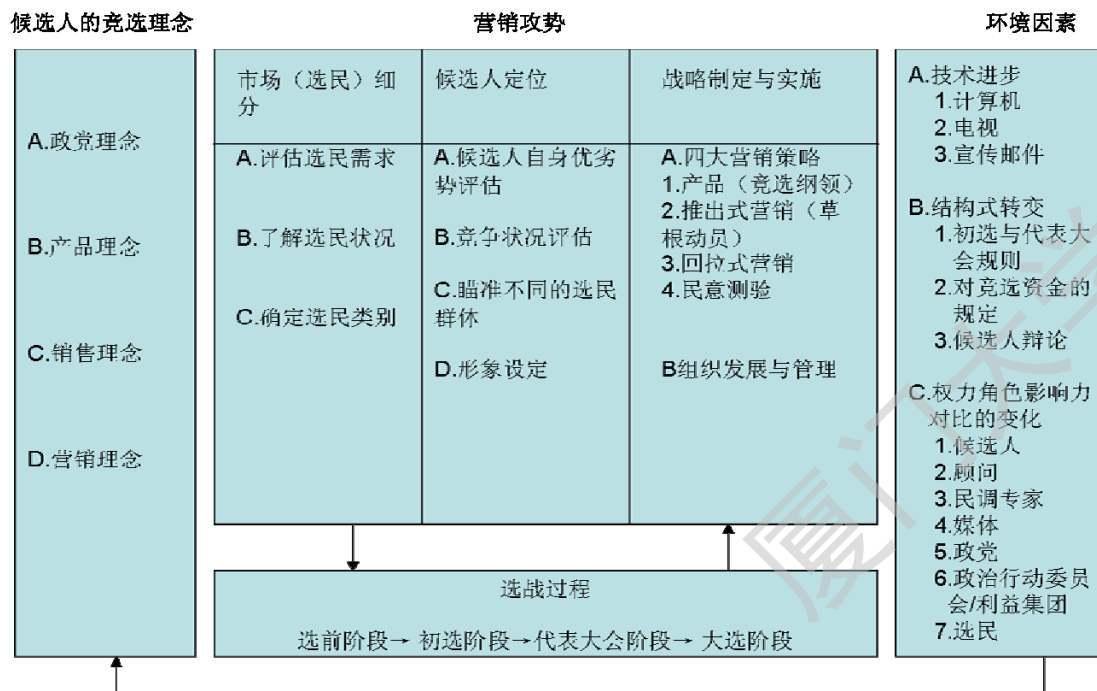 候选人的竞选理念
营销攻势
环境因素
A.政党理念
B.产品理念
C.销售理念
D.营销理念
市场（选民）细
分
A.评估选民需求
B.了解选民状况
C.确定选民类别
候选人定位
A.候选人自身优劣
势评估
B.竞争状况评估
C.瞄准不同的选民
群体
D.形象设定
战略制定与实施
A.四大营销策略
1.产品（竞选纲领）
2.推出式营销（草
根动员）
3.回拉式营销
4.民意测验
B组织发展与管理
选战过程
选前阶段→ 初选阶段→代表大会阶段→ 大选阶段
A.技术进步
1.计算机
2.电视
3.宣传邮件
B.结构式转变
1.初选与代表大
会规则
2.对竞选资金的
规定
3.候选人辩论
C.权力角色影响力
对比的变化
1.候选人
2.顾问
3.民调专家
4.媒体
5.政党
6.政治行动委员
会/利益集团
7.选民
厦门大学